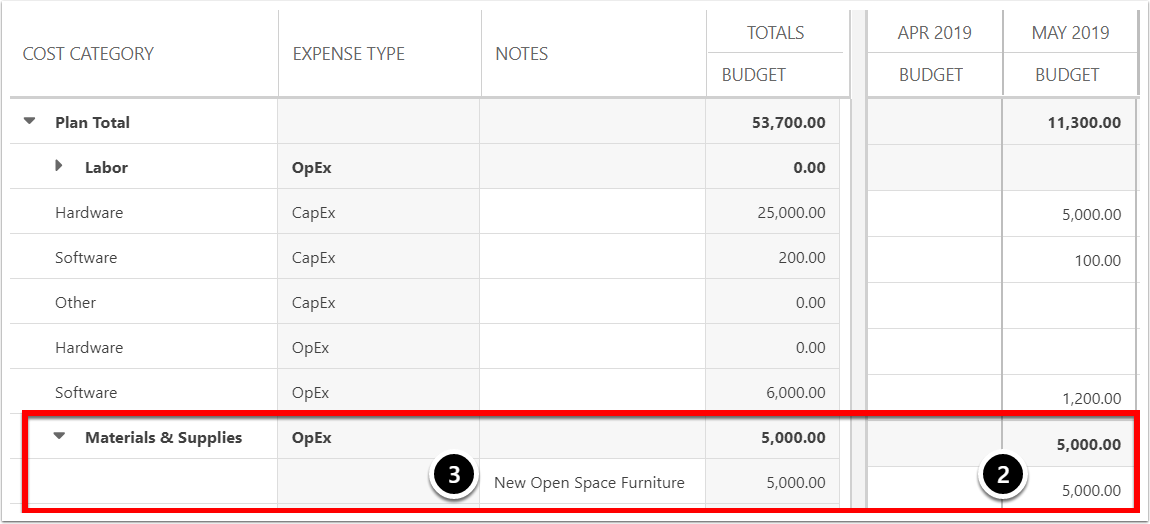 COST CATEGORY EXPENSE TYPE NOTES TOTALS APR 2019 MAY 2019
BUDGET BUDGET BUDGET
Plan Total 53,700.00 11,300.00
Labor OpEx 0.00
Hardware CapEx 25,000.00 5,000.00
Software CapEx 200.00 100.00
Other CapEx 0.00
Hardware OpEx 0.00
Software OpEx 6,000.00 1,200.00
Materials & Supplies OpEx 5,000.00 5,000.00
3 New Open Space Furniture 5,000.00 2 5,000.00